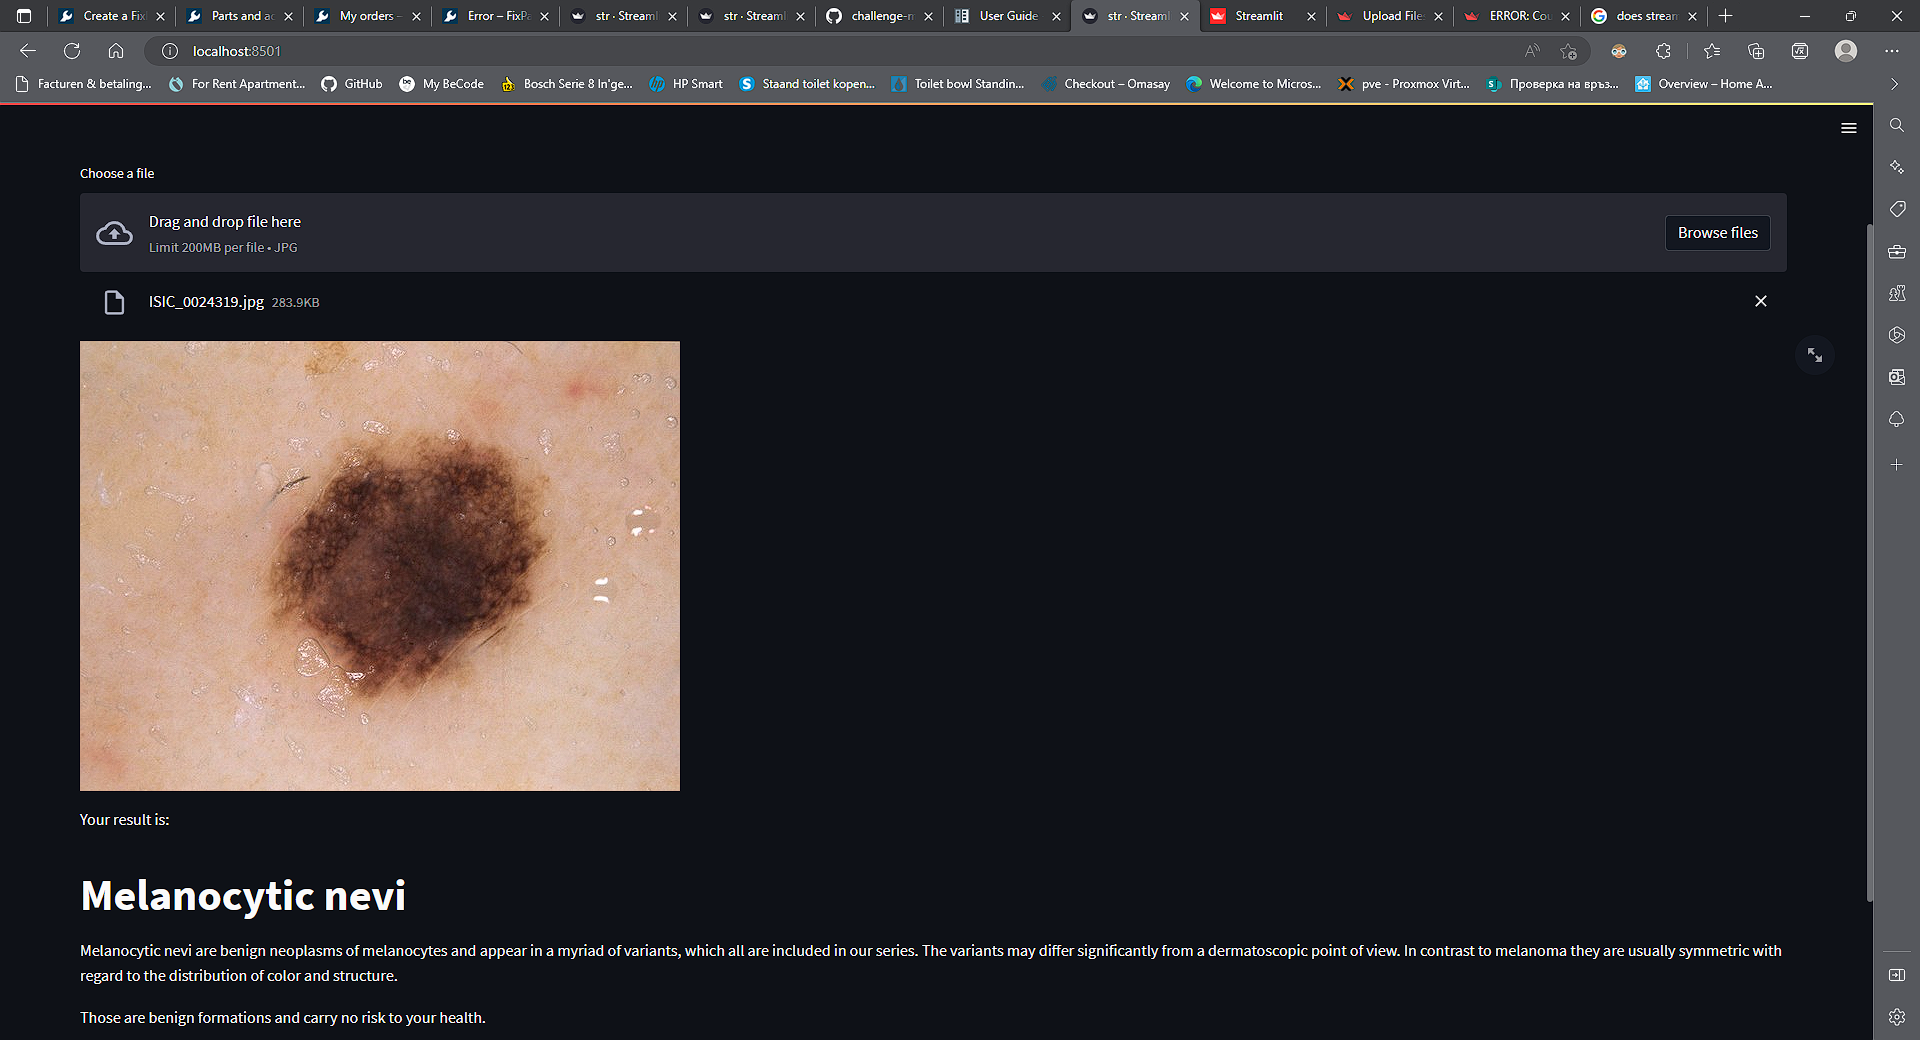 Create a Fix
Parts and ac
My orders –
Error – FixPa
str · Streaml
str · Streaml
challenge-r
User Guide
str · Streaml
Streamlit
Upload File
ERROR: Cou
does stream
localhost:8501
Facturen & betaling...
For Rent Apartment...
GitHub
My BeCode
Bosch Serie 8 In'ge...
HP Smart
Staand toilet kopen...
Toilet bowl Standin...
Checkout – Omasay
Welcome to Micros...
pve - Proxmox Virt...
Проверка на връз...
Overview – Home A...
Choose a file
Drag and drop file here
Limit 200MB per file • JPG
Browse files
ISIC_0024319.jpg 283.9KB
Your result is:
Melanocytic nevi
Melanocytic nevi are benign neoplasms of melanocytes and appear in a myriad of variants, which all are included in our series. The variants may differ significantly from a dermatoscopic point of view. In contrast to melanoma they are usually symmetric with
regard to the distribution of color and structure.
Those are benign formations and carry no risk to your health.